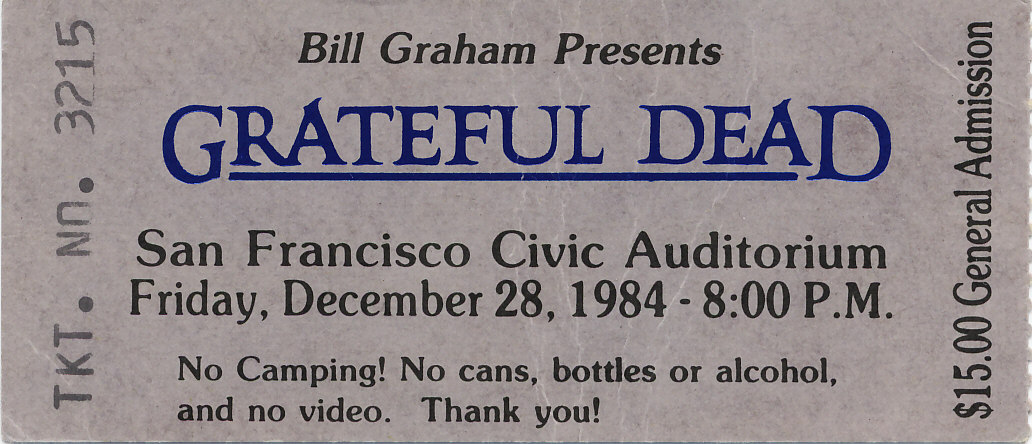 Bill Graham Presents
GRATEFUL DEAD
San Francisco Civic Auditorium
Friday, December 28, 1984 - 8:00 P.M.
No Camping! No cans, bottles or alcohol,
and no video. Thank you!
TKT. NO. 3215
$15.00 General Admission